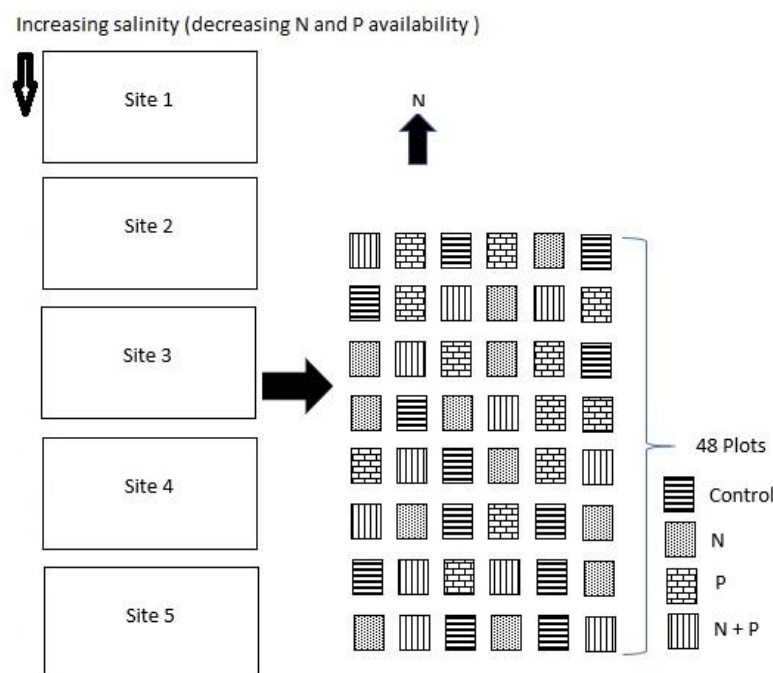 Increasing salinity (decreasing N and P availability )
Site 1
N
Site 2
Site 3
48 Plots
Site 4
Control
N
P
Site 5
N + P